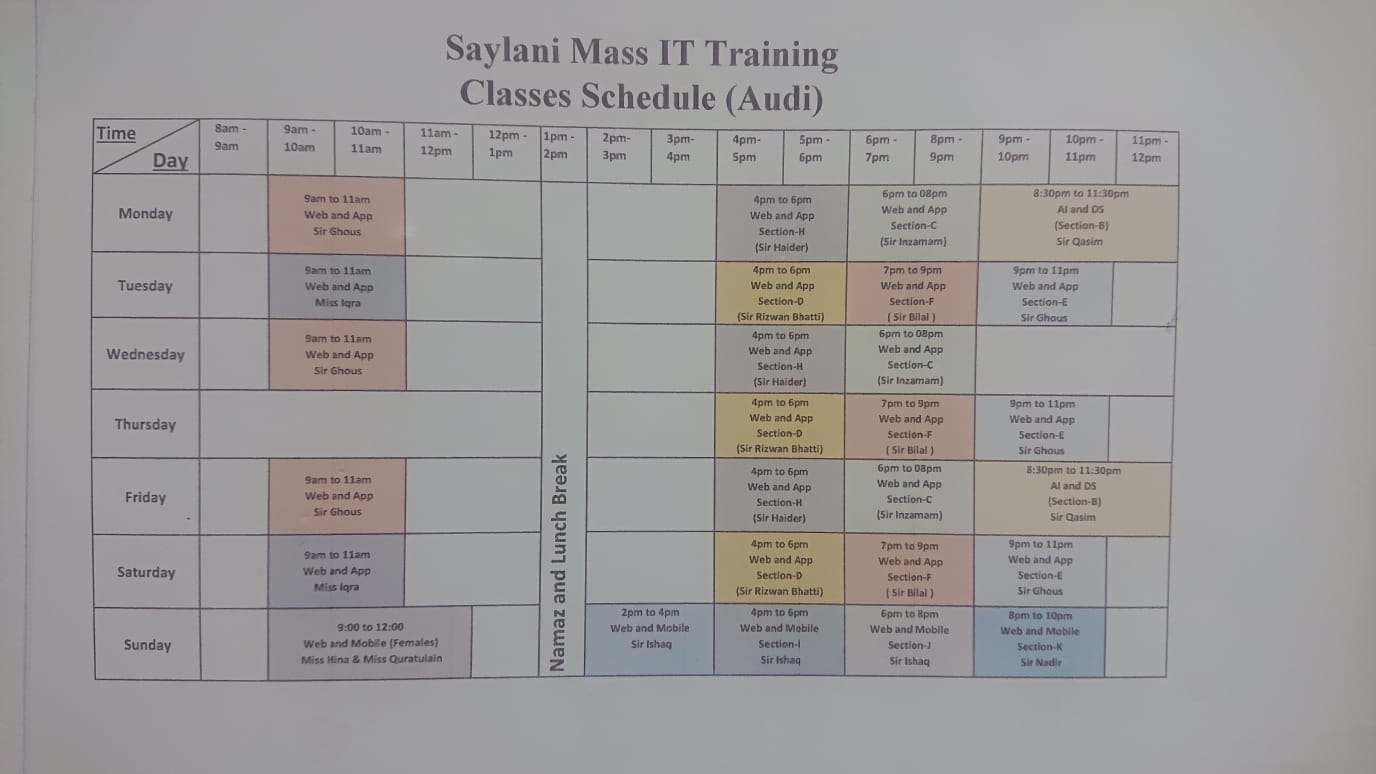 Saylani Mass IT Training
Classes Schedule (Audi)
Time
Day
8am -
9am
9am -
10am
10am -
11am
11am -
12pm
12pm -
1pm
1pm -
2pm
2pm-
3pm
3pm-
4pm
4pm-
5pm
5pm -
6pm
6pm -
7pm
8pm -
9pm
9pm -
10pm
10pm -
11pm
11pm -
12pm
Monday
9am to 11am
Web and App
Sir Ghous
4pm to 6pm
Web and App
Section-H
(Sir Haider)
6pm to 08pm
Web and App
Section-C
(Sir Inzamam)
8:30pm to 11:30pm
AI and DS
(Section-B)
Sir Qasim
Tuesday
9am to 11am
Web and App
Miss Iqra
4pm to 6pm
Web and App
Section-D
(Sir Rizwan Bhatti)
7pm to 9pm
Web and App
Section-F
( Sir Bilal )
9pm to 11pm
Web and App
Section-E
Sir Ghous
Wednesday
9am to 11am
Web and App
Sir Ghous
4pm to 6pm
Web and App
Section-H
(Sir Haider)
6pm to 08pm
Web and App
Section-C
(Sir Inzamam)
Thursday
4pm to 6pm
Web and App
Section-D
(Sir Rizwan Bhatti)
7pm to 9pm
Web and App
Section-F
( Sir Bilal )
9pm to 11pm
Web and App
Section-E
Sir Ghous
Friday
9am to 11am
Web and App
Sir Ghous
4pm to 6pm
Web and App
Section-H
(Sir Haider)
6pm to 08pm
Web and App
Section-C
(Sir Inzamam)
8:30pm to 11:30pm
AI and DS
(Section-B)
Sir Qasim
Saturday
9am to 11am
Web and App
Miss Iqra
4pm to 6pm
Web and App
Section-D
(Sir Rizwan Bhatti)
7pm to 9pm
Web and App
Section-F
( Sir Bilal )
9pm to 11pm
Web and App
Section-E
Sir Ghous
Sunday
9:00 to 12:00
Web and Mobile (Females)
Miss Hina & Miss Quratulain
2pm to 4pm
Web and Mobile
Sir Ishaq
4pm to 6pm
Web and Mobile
Section-I
Sir Ishaq
6pm to 8pm
Web and Mobile
Section-J
Sir Ishaq
8pm to 10pm
Web and Mobile
Section-K
Sir Nadir
Namaz and Lunch Break